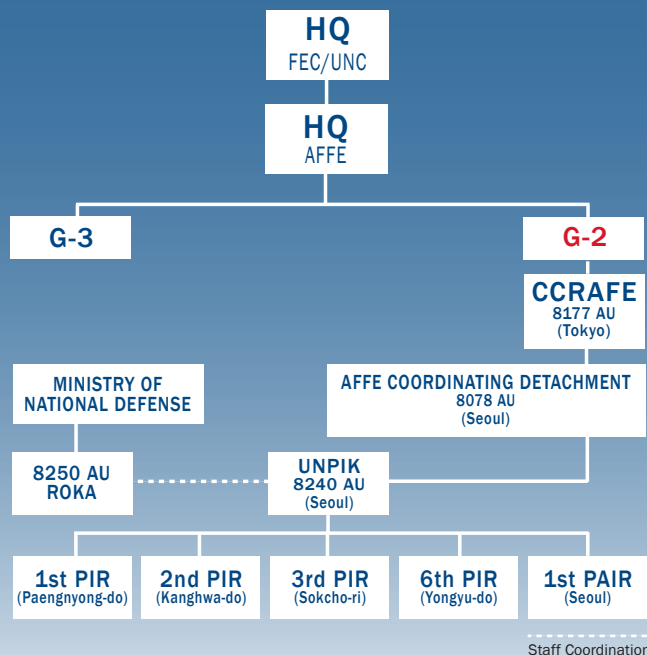 HQ
FEC/UNC
HQ
AFFE
G-3
G-2
CCRAFE
8177 AU
(Tokyo)
MINISTRY OF
NATIONAL DEFENSE
AFFE COORDINATING DETACHMENT
8078 AU
(Seoul)
8250 AU
ROKA
UNPIK
8240 AU
(Seoul)
1st PIR
(Paengnyong-do)
2nd PIR
(Kanghwa-do)
3rd PIR
(Sokcho-ri)
6th PIR
(Yongyu-do)
1st PAIR
(Seoul)
Staff Coordination